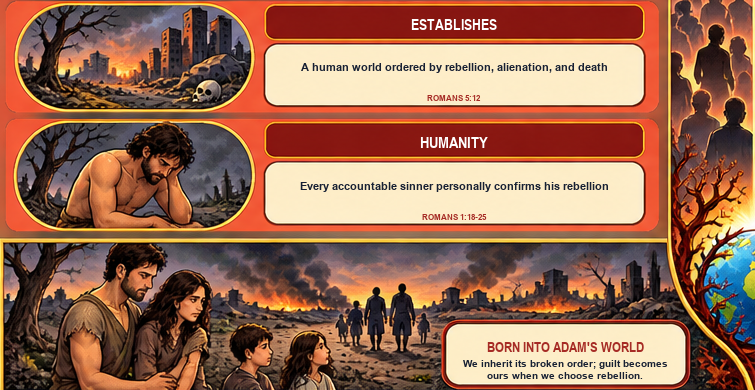 ESTABLISHES
A human world ordered by rebellion, alienation, and death
ROMANS 5:12
HUMANITY
Every accountable sinner personally confirms his rebellion
ROMANS 1:18-25
BORN INTO ADAM'S WORLD
We inherit its broken order; guilt becomes
ours when we choose rebellion.